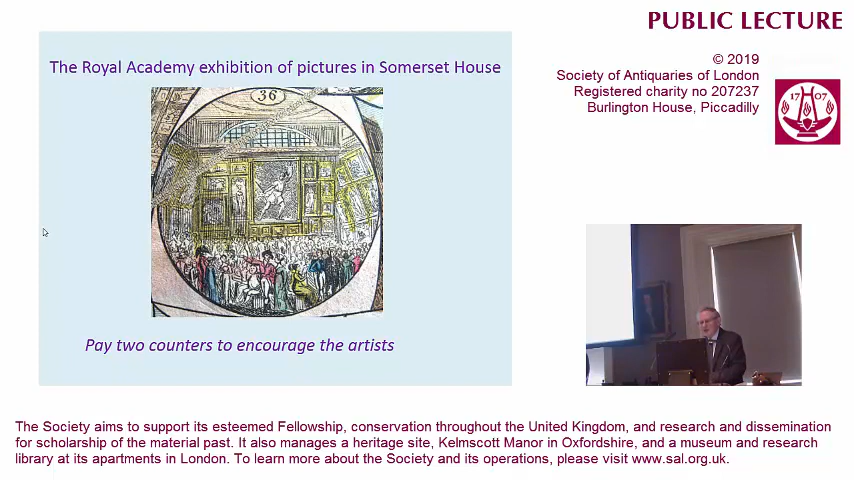 PUBLIC LECTURE
© 2019
Society of Antiquaries of London
Registered charity no 207237
Burlington House, Piccadilly
17 07
The Royal Academy exhibition of pictures in Somerset House
36
Pay two counters to encourage the artists
The Society aims to support its esteemed Fellowship, conservation throughout the United Kingdom, and research and dissemination
for scholarship of the material past. It also manages a heritage site, Kelmscott Manor in Oxfordshire, and a museum and research
library at its apartments in London. To learn more about the Society and its operations, please visit www.sal.org.uk.